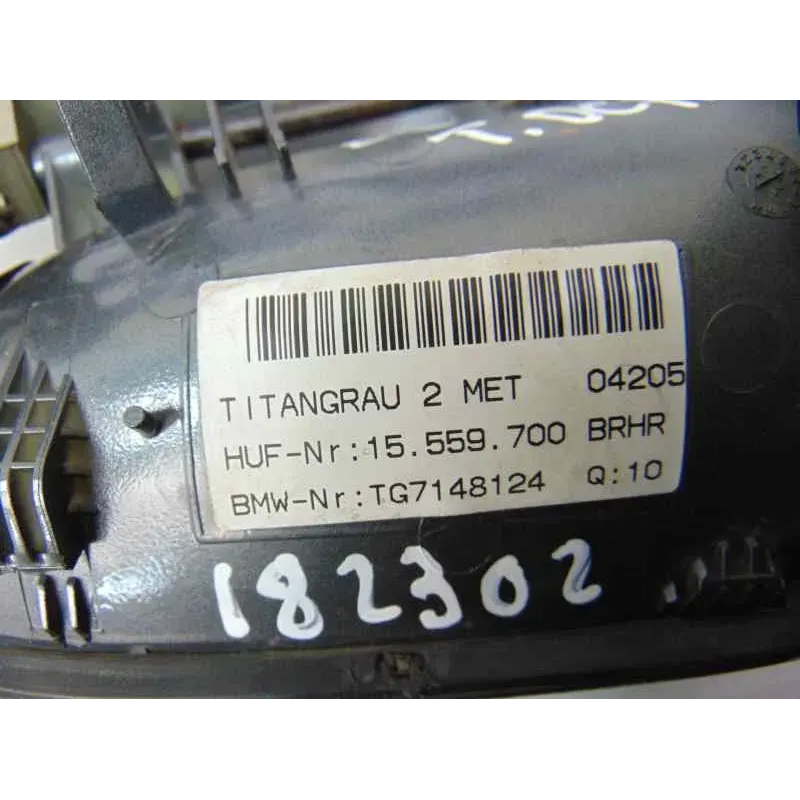 TITANGRAU 2 MET 04205
HUF-Nr:15.559.700 BRHR
BMW-Nr:TG7148124 Q:10
182302